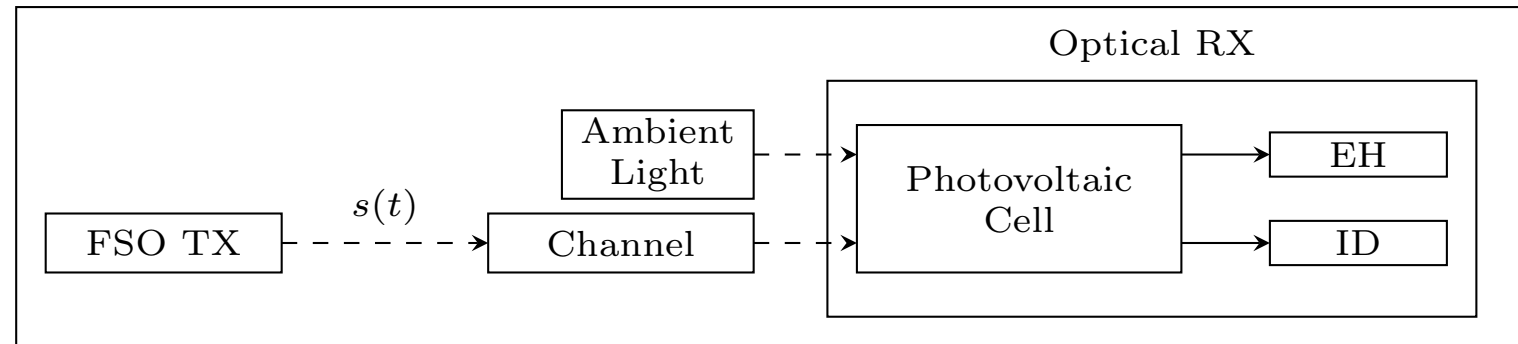 Optical RX
Ambient
Light
EH
Photovoltaic
Cell
s(t)
FSO TX
Channel
ID